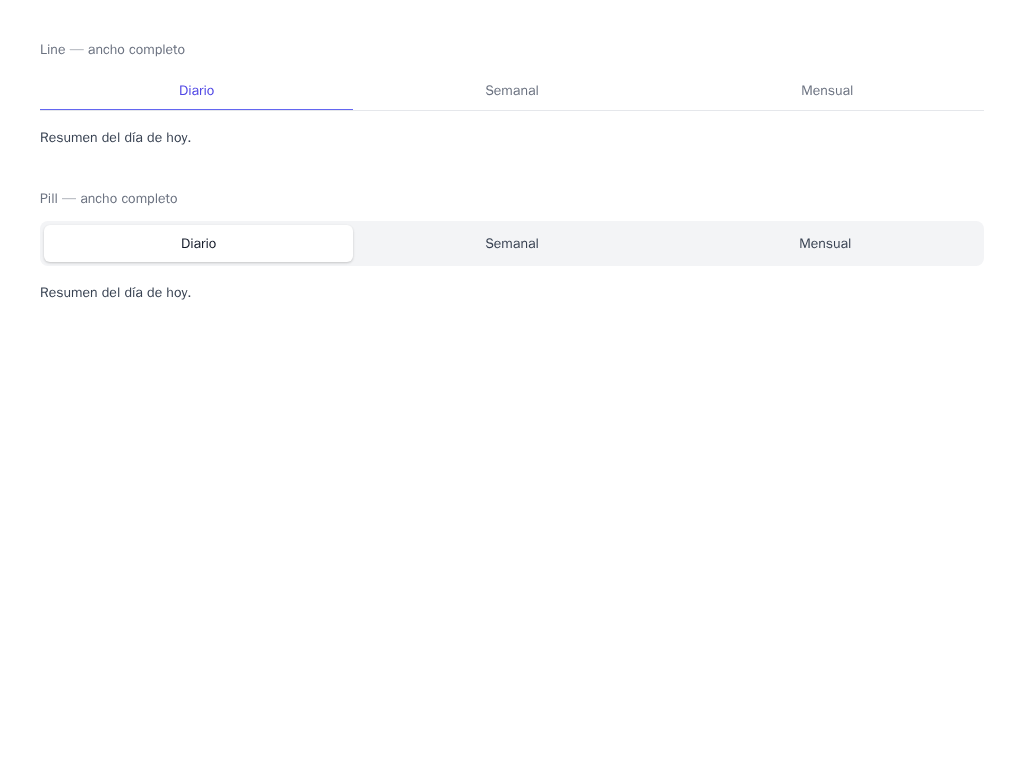 Line — ancho completo
Diario Semanal Mensual
Resumen del día de hoy.
Pill — ancho completo
Diario Semanal Mensual
Resumen del día de hoy.